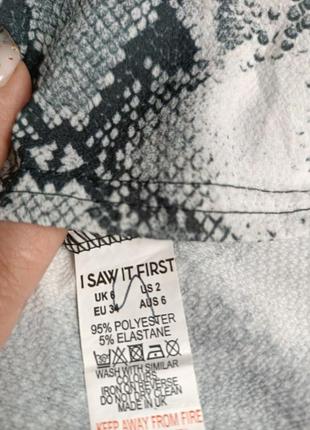 I SAW IT FIRST
UK 6 US 2
EU 34 AUS 6
95% POLYESTER
5% ELASTANE
WASH WITH SIMILAR
COLOURS
IRON ON REVERSE
DO NOT DRY CLEAN
MADE IN UK
KEEP AWAY FROM FIRE